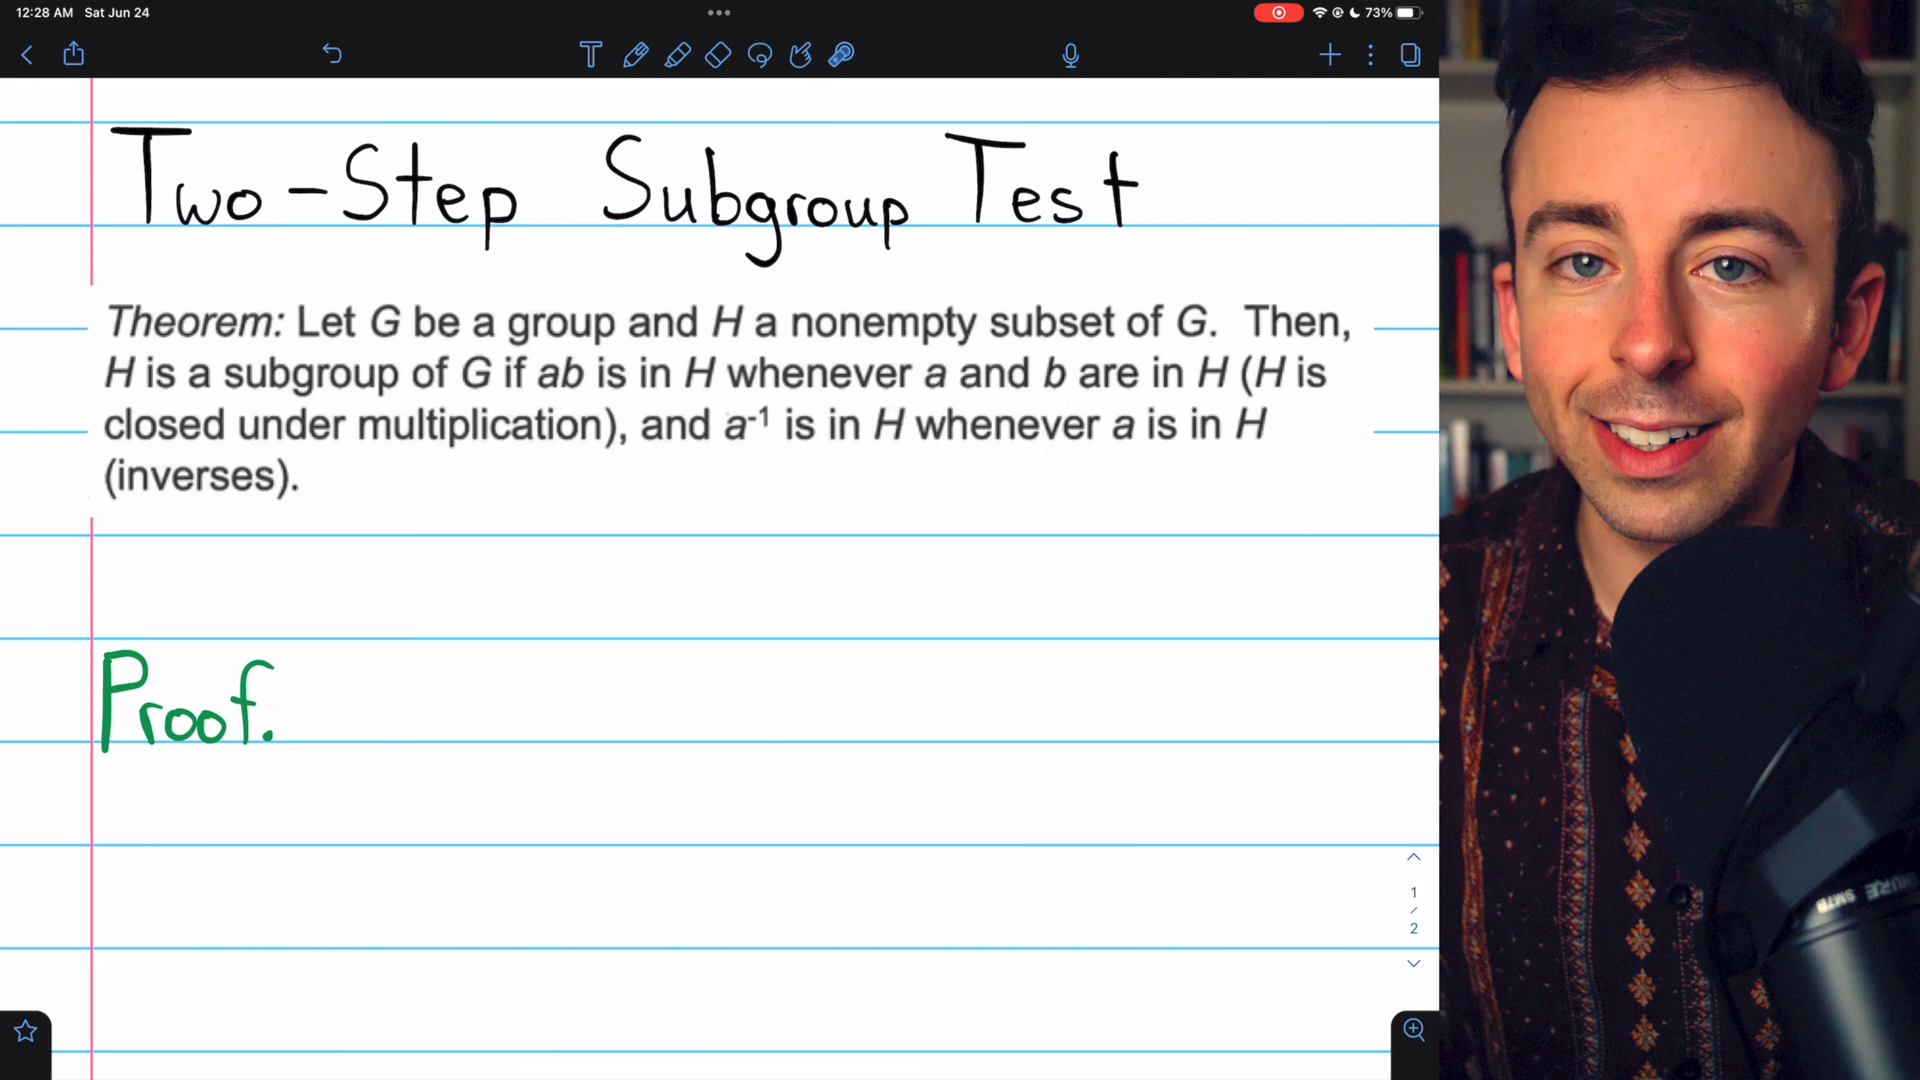 12:28 AM Sat Jun 24
73%
Two-Step Subgroup Test
Theorem: Let G be a group and H a nonempty subset of G. Then,
H is a subgroup of G if ab is in H whenever a and b are in H (H is
closed under multiplication), and a⁻¹ is in H whenever a is in H
(inverses).
Proof.
1
/
2
SHURE SM7B